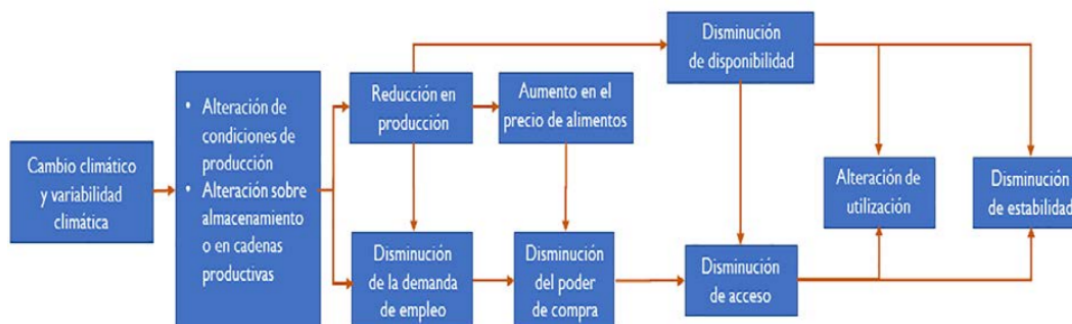 Cambio climático
y variabilidad
climática
• Alteración de
condiciones de
producción
• Alteración sobre
almacenamiento
o en cadenas
productivas
Reducción en
producción
Aumento en el
precio de alimentos
Disminución
de disponibilidad
Disminución
de la demanda
de empleo
Disminución
del poder
de compra
Disminución
de acceso
Alteración de
utilización
Disminución
de estabilidad